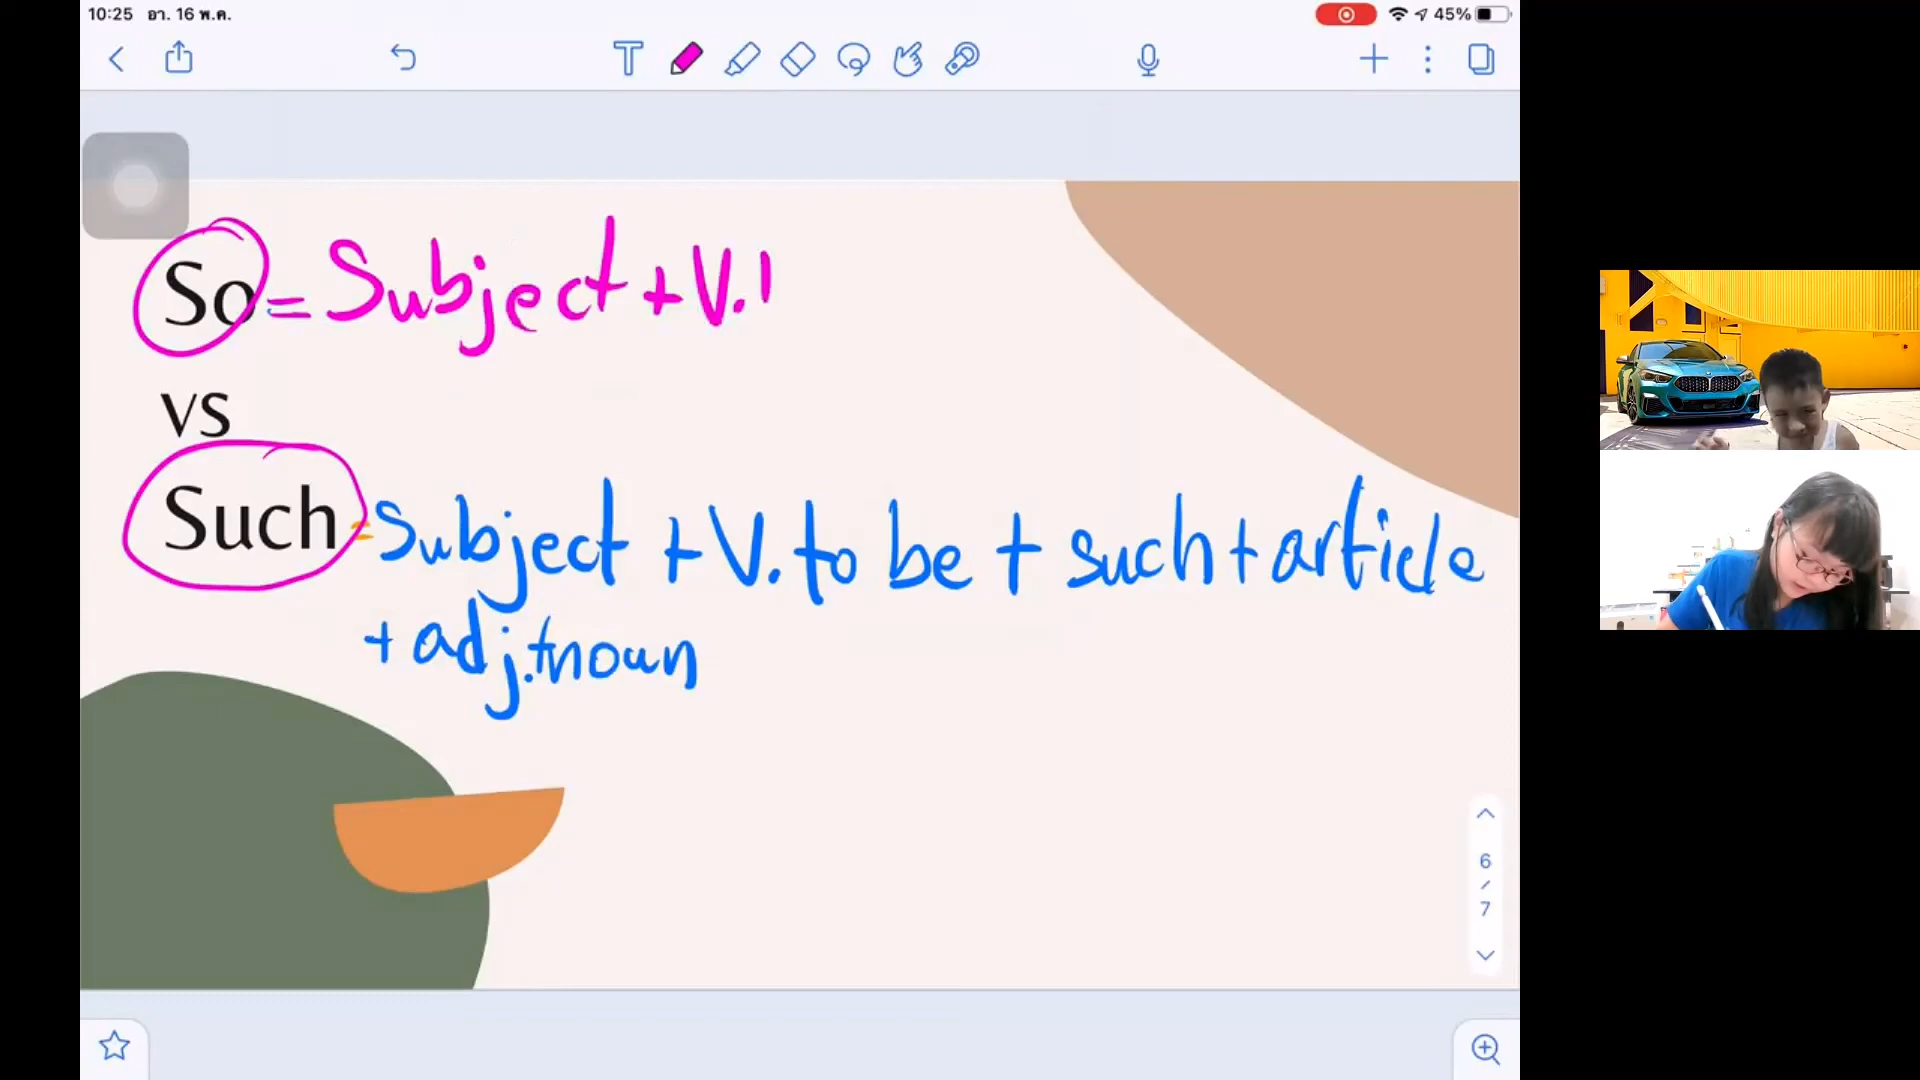 10:25 อา. 16 พ.ค.
45%
So = Subject + V.1
vs
Such = Subject + V. to be + such + article
+ adj. + noun
6
/
7